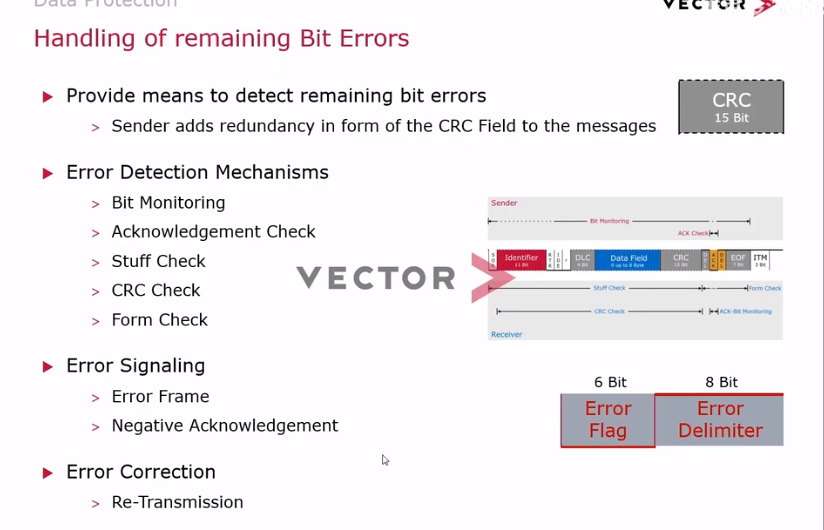 Data Protection
VECTOR
Handling of remaining Bit Errors
Provide means to detect remaining bit errors
> Sender adds redundancy in form of the CRC Field to the messages
CRC
15 Bit
Error Detection Mechanisms
> Bit Monitoring
> Acknowledgement Check
> Stuff Check
> CRC Check
> Form Check
Sender
Bit Monitoring
ACK Check
Identifier
11 Bit
RTR
IDE
r
DLC
4 Bit
Data Field
0 up to 8 Byte
CRC
15 Bit
DEL
ACK
DEL
EOF
7 Bit
ITM
3 Bit
Stuff Check
Form Check
CRC Check
ACK-Bit Monitoring
Receiver
VECTOR
Error Signaling
> Error Frame
> Negative Acknowledgement
6 Bit
8 Bit
Error
Flag
Error
Delimiter
Error Correction
> Re-Transmission